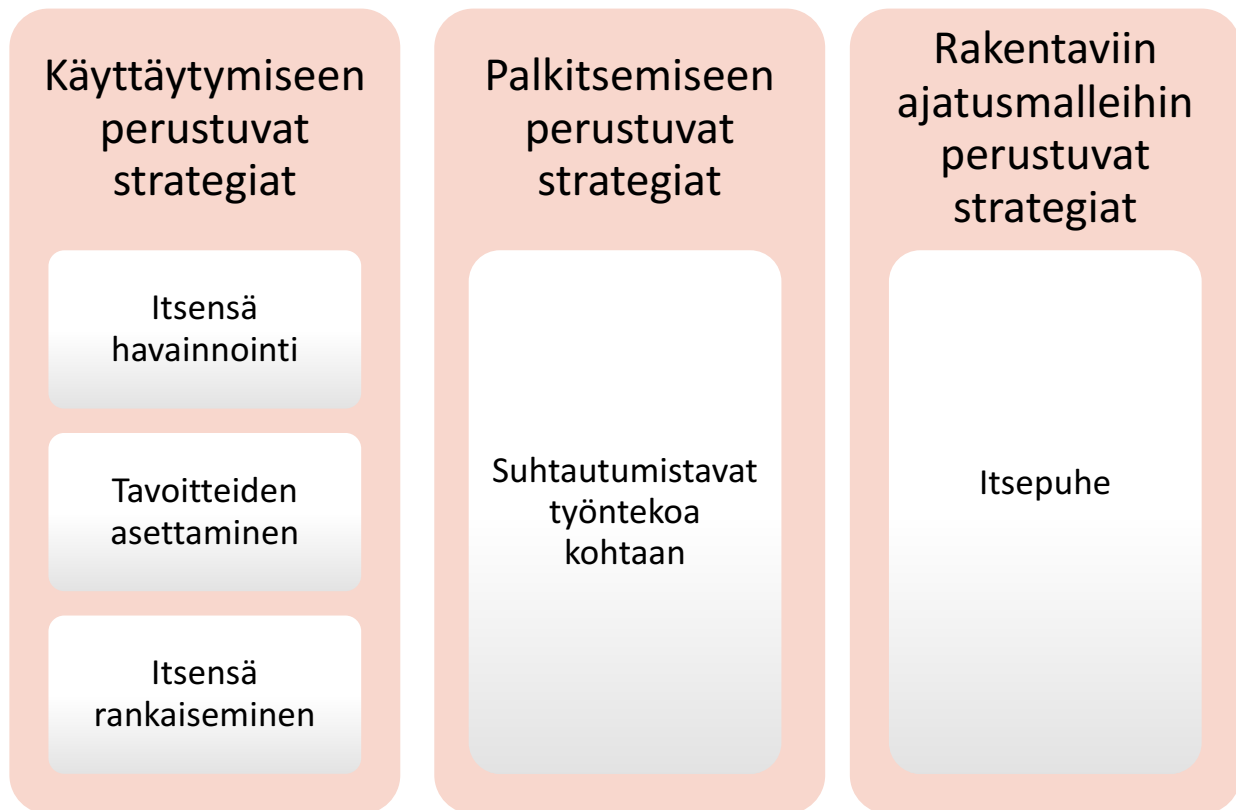 Käyttäytymiseen
perustuvat
strategiat
Itsensä
havainnointi
Tavoitteiden
asettaminen
Itsensä
rankaiseminen
Palkitsemiseen
perustuvat
strategiat
Suhtautumistavat
työntekoa
kohtaan
Rakentaviin
ajatusmalleihin
perustuvat
strategiat
Itsepuhe